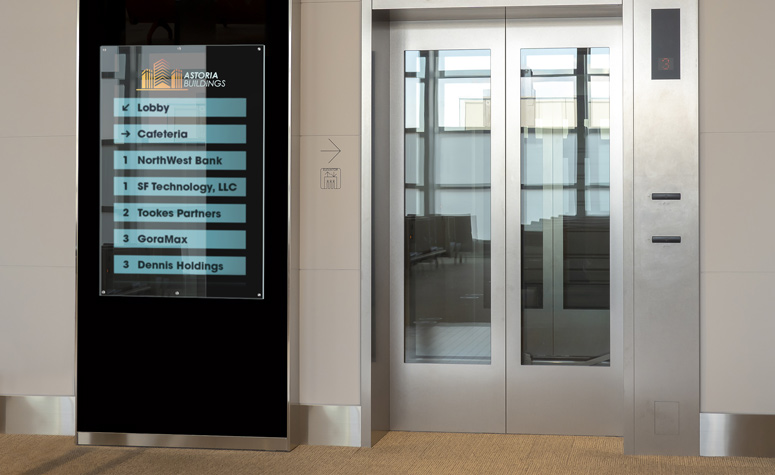 ASTORIA
BUILDINGS
↙ Lobby
→ Cafeteria
1 NorthWest Bank
1 SF Technology, LLC
2 Tookes Partners
3 GoraMax
3 Dennis Holdings
3